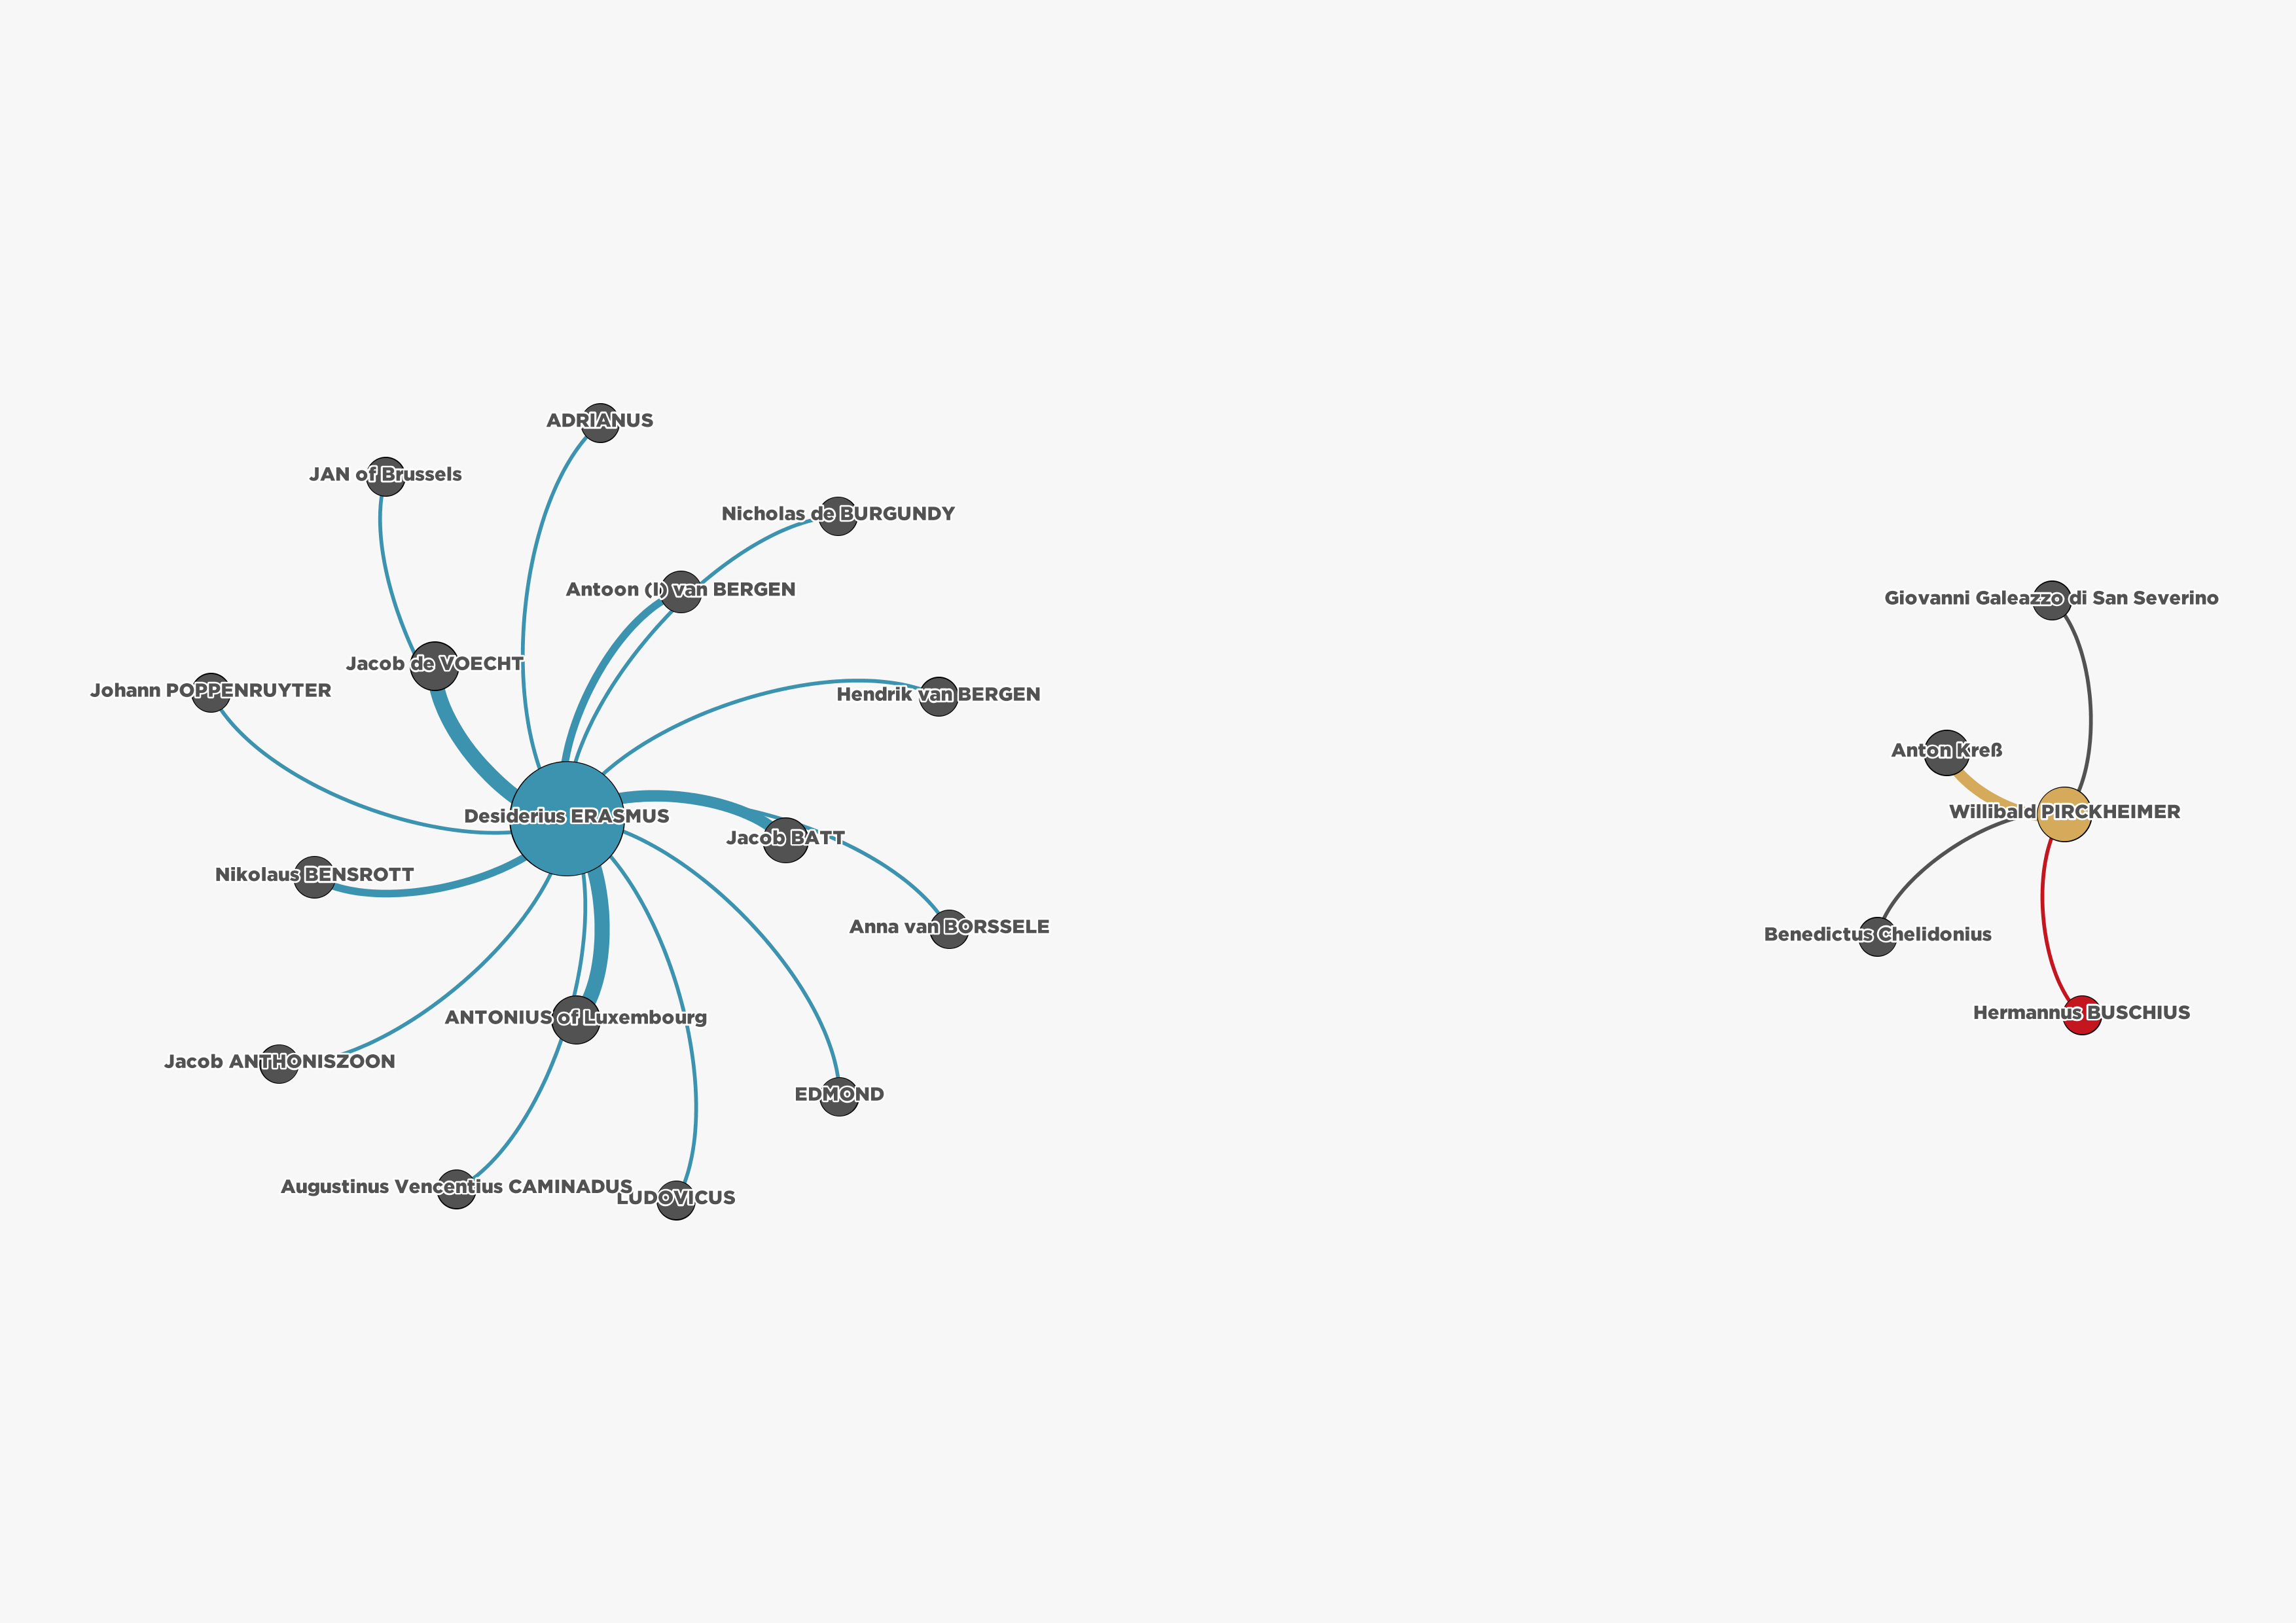 ADRIANUS
JAN of Brussels
Nicholas de BURGUNDY
Antoon (I) van BERGEN
Giovanni Galeazzo di San Severino
Jacob de VOECHT
Johann POPPENRUYTER
Hendrik van BERGEN
Anton Kreß
Willibald PIRCKHEIMER
Desiderius ERASMUS
Jacob BATT
Nikolaus BENSROTT
Anna van BORSSELE
Benedictus Chelidonius
Hermannus BUSCHIUS
ANTONIUS of Luxembourg
Jacob ANTHONISZOON
EDMOND
Augustinus Vencentius CAMINADUS
LUDOVICUS